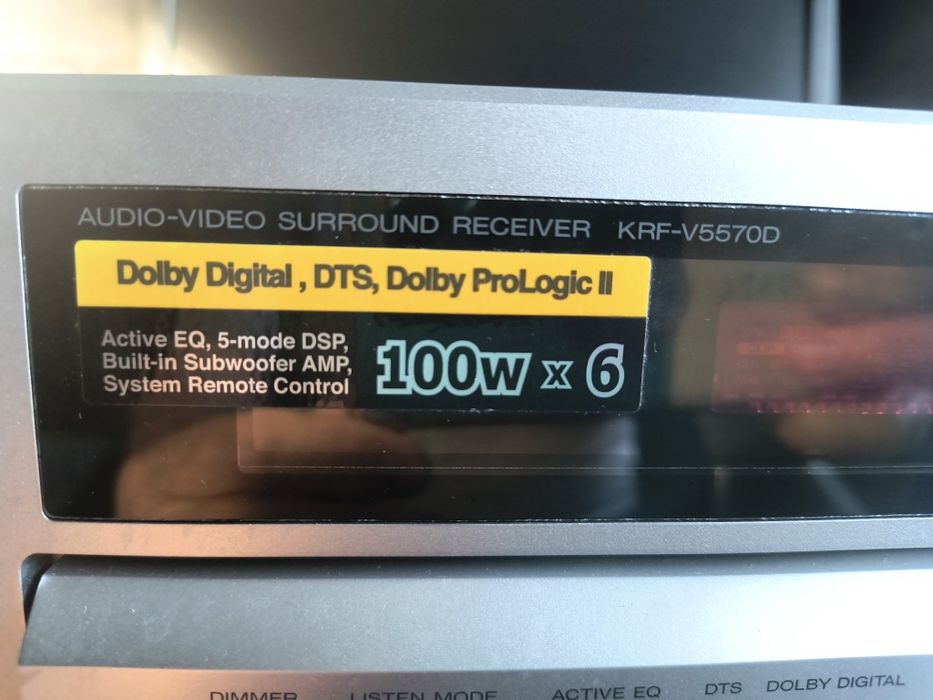 AUDIO-VIDEO SURROUND RECEIVER KRF-V5570D
Dolby Digital , DTS, Dolby ProLogic II
Active EQ, 5-mode DSP,
Built-in Subwoofer AMP,
System Remote Control
100w x 6
DIMMER LISTEN MODE ACTIVE EQ DTS DOLBY DIGITAL